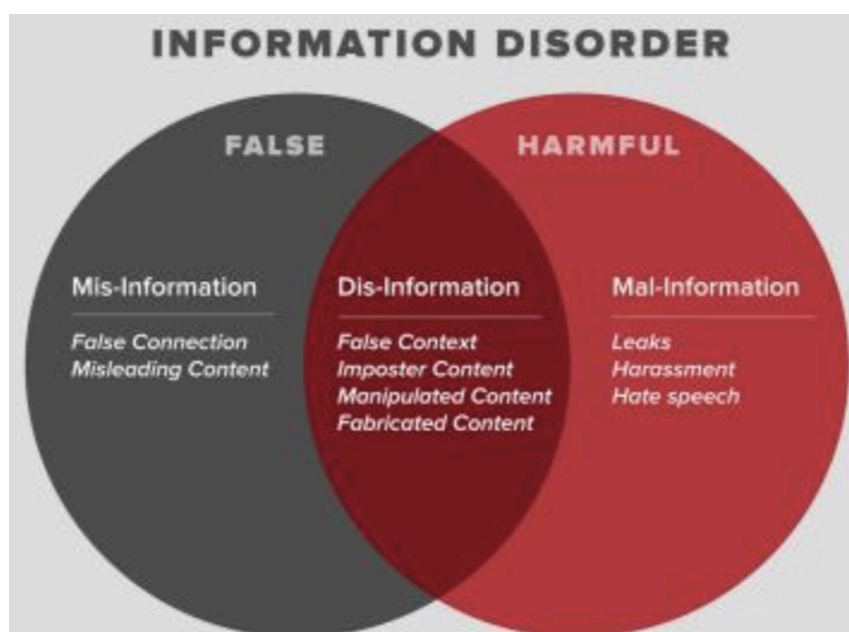 INFORMATION DISORDER
FALSE
HARMFUL
Mis-Information
False Connection
Misleading Content
Dis-Information
False Context
Imposter Content
Manipulated Content
Fabricated Content
Mal-Information
Leaks
Harassment
Hate speech